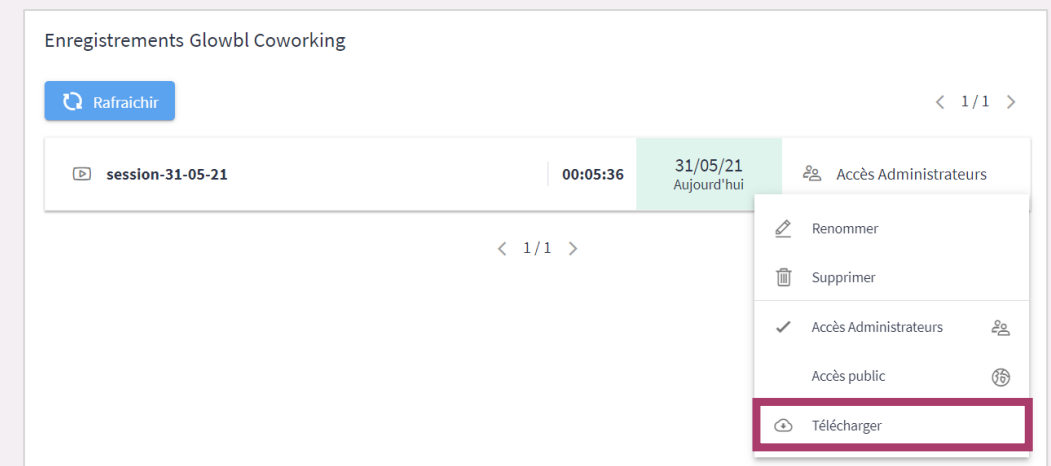 Enregistrements Glowbl Coworking
Rafraichir
1 / 1
session-31-05-21
00:05:36
31/05/21
Aujourd'hui
Accès Administrateurs
1 / 1
Renommer
Supprimer
Accès Administrateurs
Accès public
Télécharger